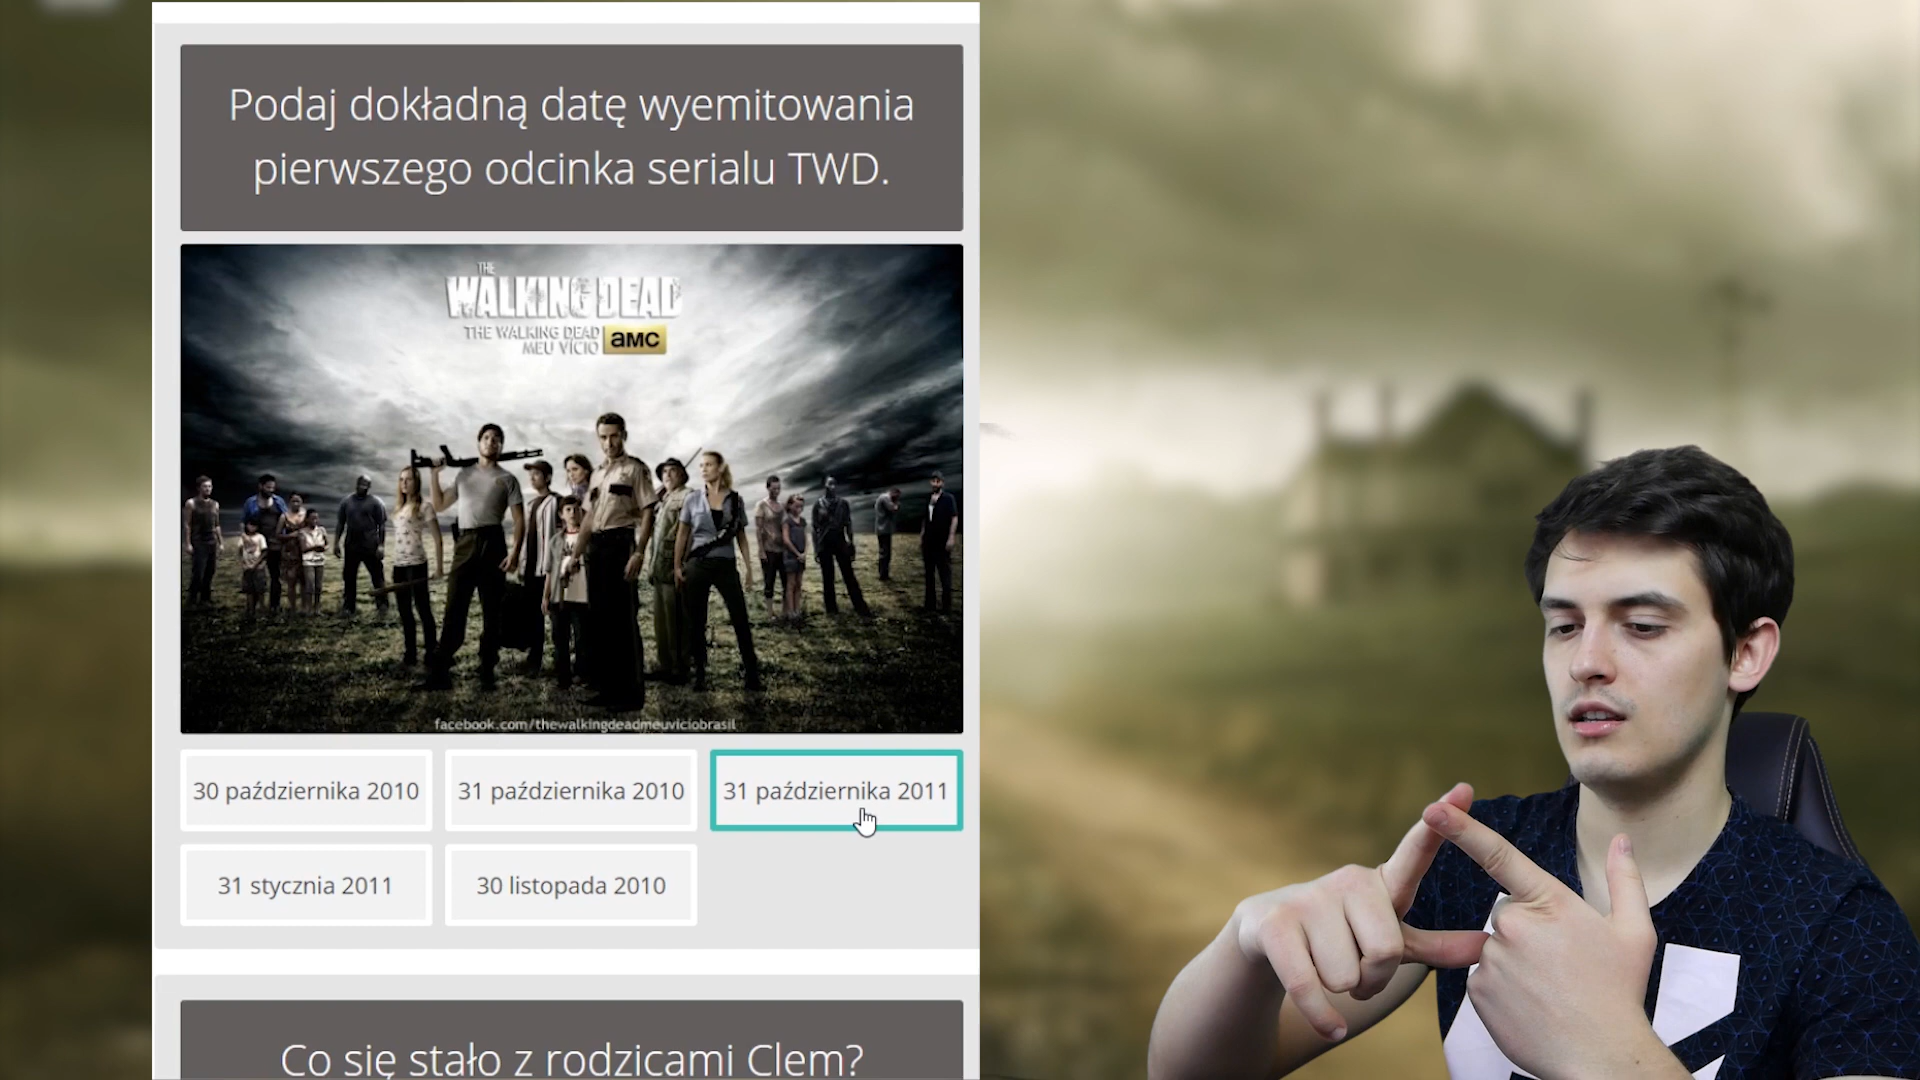 Podaj dokładną datę wyemitowania
pierwszego odcinka serialu TWD.
THE
WALKING DEAD
THE WALKING DEAD
MEU VÍCIO amc
facebook.com/thewalkingdeadmeuviciobrasil
30 października 2010
31 października 2010
31 października 2011
31 stycznia 2011
30 listopada 2010
Co się stało z rodzicami Clem?